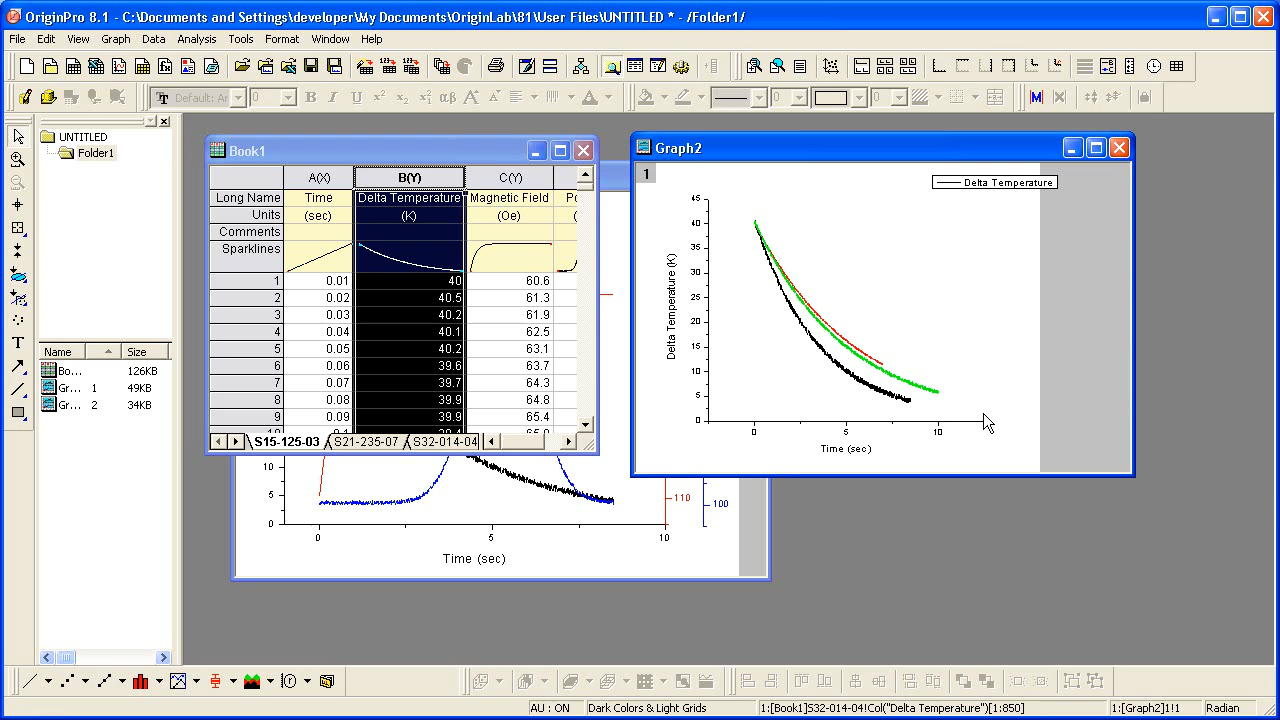 OriginPro 8.1 - C:\Documents and Settings\developer\My Documents\OriginLab\81\User Files\UNTITLED * - /Folder1/
File Edit View Graph Data Analysis Tools Format Window Help
Default: Ar 0 B I U 0 0
UNTITLED
Folder1
Name Size
Bo... 126KB
Gr... 1 49KB
Gr... 2 34KB
Book1
A(X) B(Y) C(Y)
Long Name Time Delta Temperature Magnetic Field Po
Units (sec) (K) (Oe) (
Comments
Sparklines
1 0.01 40 60.6
2 0.02 40.5 61.3
3 0.03 40.2 61.9
4 0.04 40.1 62.5
5 0.05 40.2 63.1
6 0.06 39.6 63.7
7 0.07 39.7 64.3
8 0.08 39.9 64.8
9 0.09 39.9 65.4
S15-125-03 S21-235-07 S32-014-04
10
5
0
0 5 10
Time (sec)
110
100
Graph2
1
Delta Temperature
45
40
35
30
25
20
15
10
5
0
Delta Temperature (K)
0 5 10
Time (sec)
AU : ON Dark Colors & Light Grids 1:[Book1]S32-014-04!Col("Delta Temperature")[1:850] 1:[Graph2]1!1 Radian